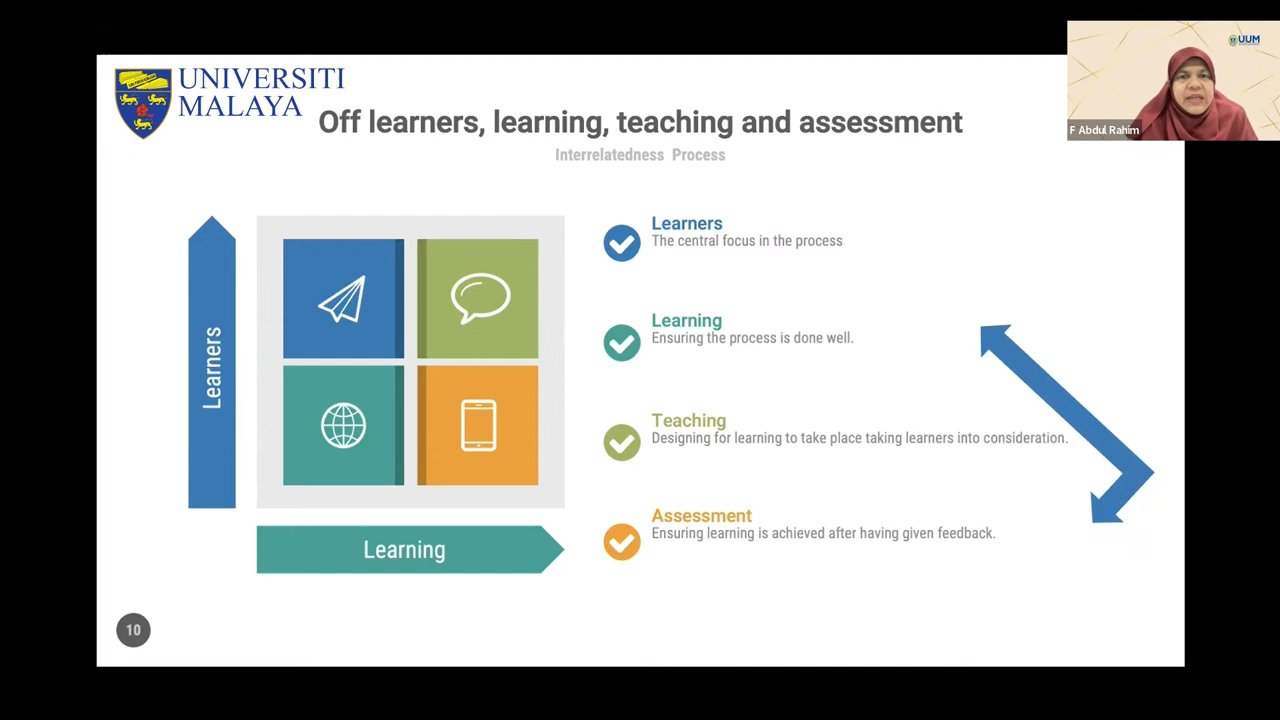 UNIVERSITI
MALAYA
Off learners, learning, teaching and assessment
Interrelatedness Process
UUM
F Abdul Rahim
Learners
Learning
Learners
The central focus in the process
Learning
Ensuring the process is done well.
Teaching
Designing for learning to take place taking learners into consideration.
Assessment
Ensuring learning is achieved after having given feedback.
10